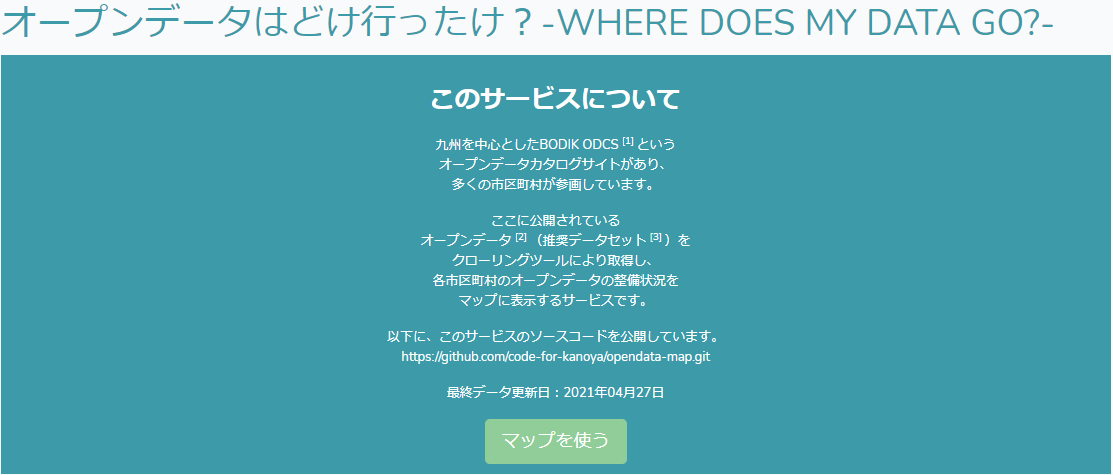 オープンデータはどけ行ったけ？-WHERE DOES MY DATA GO?-
このサービスについて
九州を中心としたBODIK ODCS [1] という
オープンデータカタログサイトがあり、
多くの市区町村が参画しています。
ここに公開されている
オープンデータ [2] （推奨データセット [3] ）を
クローリングツールにより取得し、
各市区町村のオープンデータの整備状況を
マップに表示するサービスです。
以下に、このサービスのソースコードを公開しています。
https://github.com/code-for-kanoya/opendata-map.git
最終データ更新日：2021年04月27日
マップを使う